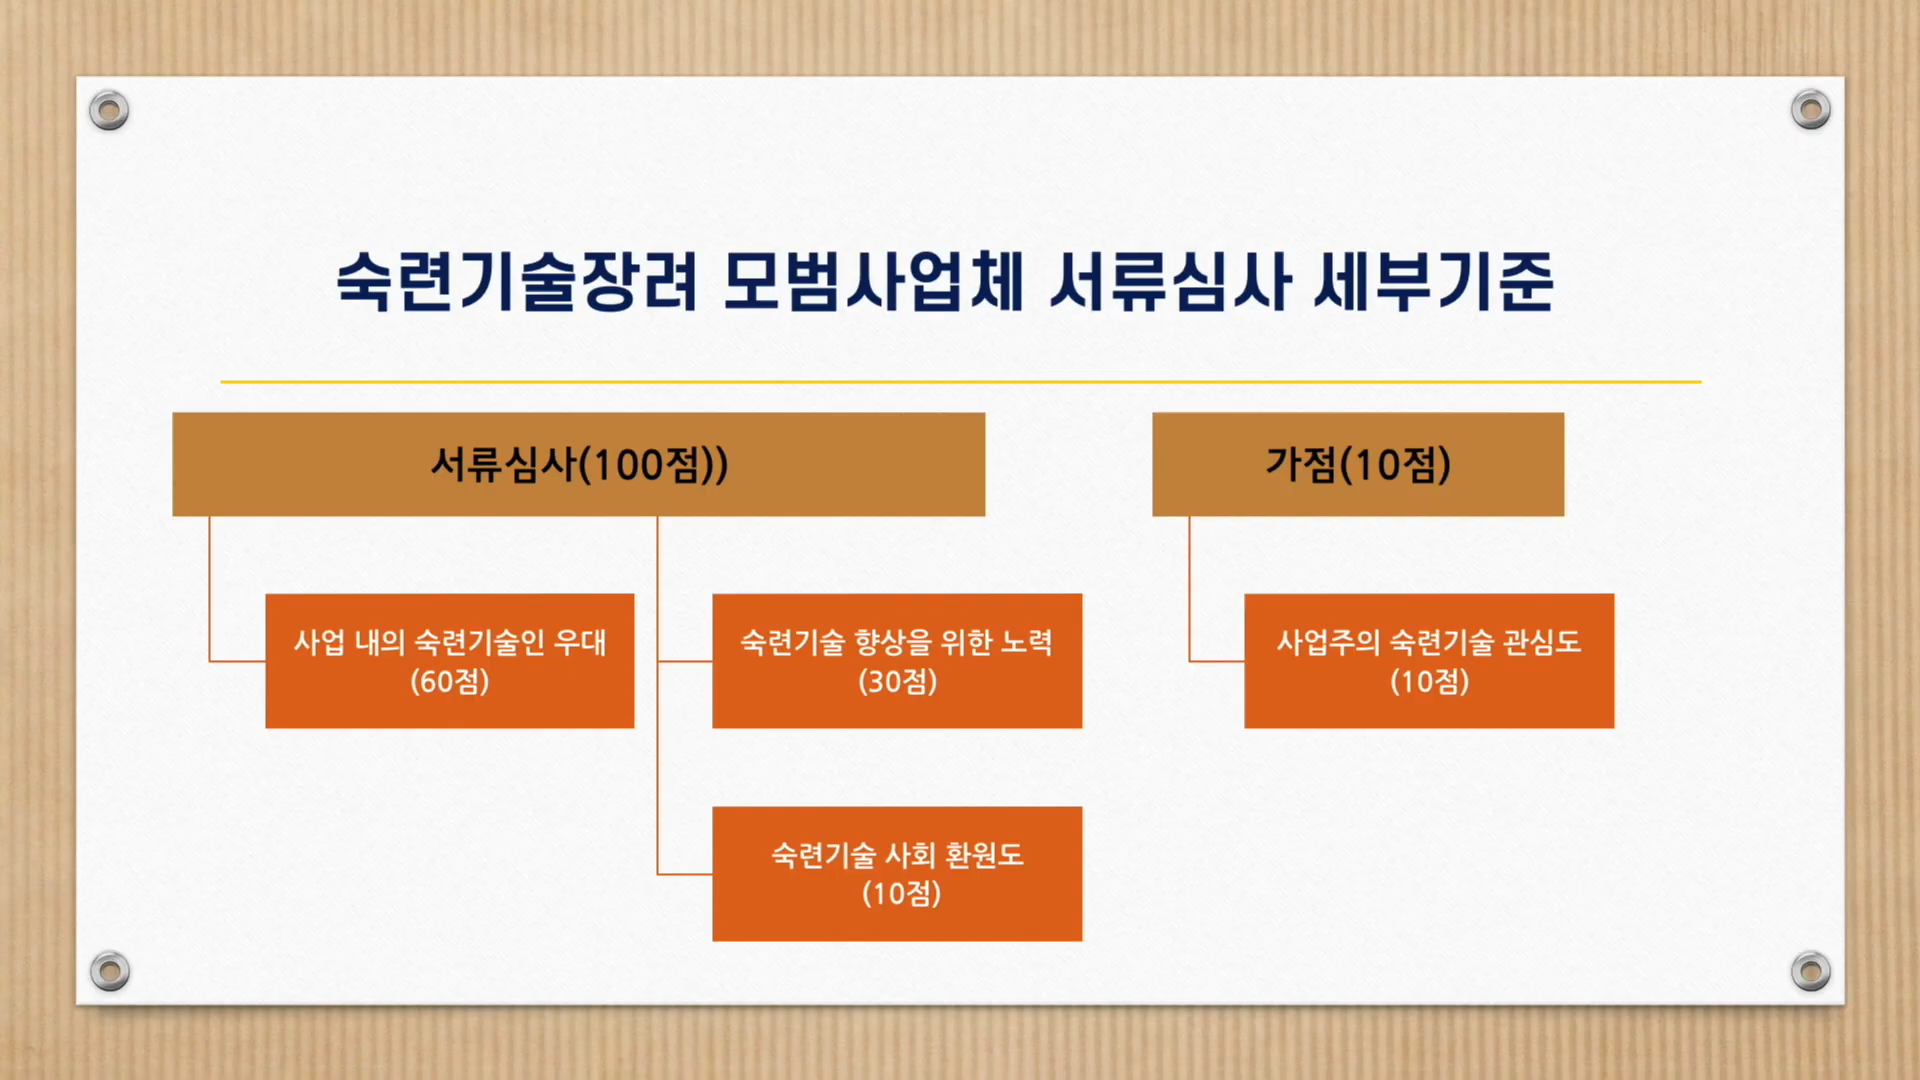 숙련기술장려 모범사업체 서류심사 세부기준
서류심사(100점))
가점(10점)
사업 내의 숙련기술인 우대
(60점)
숙련기술 향상을 위한 노력
(30점)
사업주의 숙련기술 관심도
(10점)
숙련기술 사회 환원도
(10점)